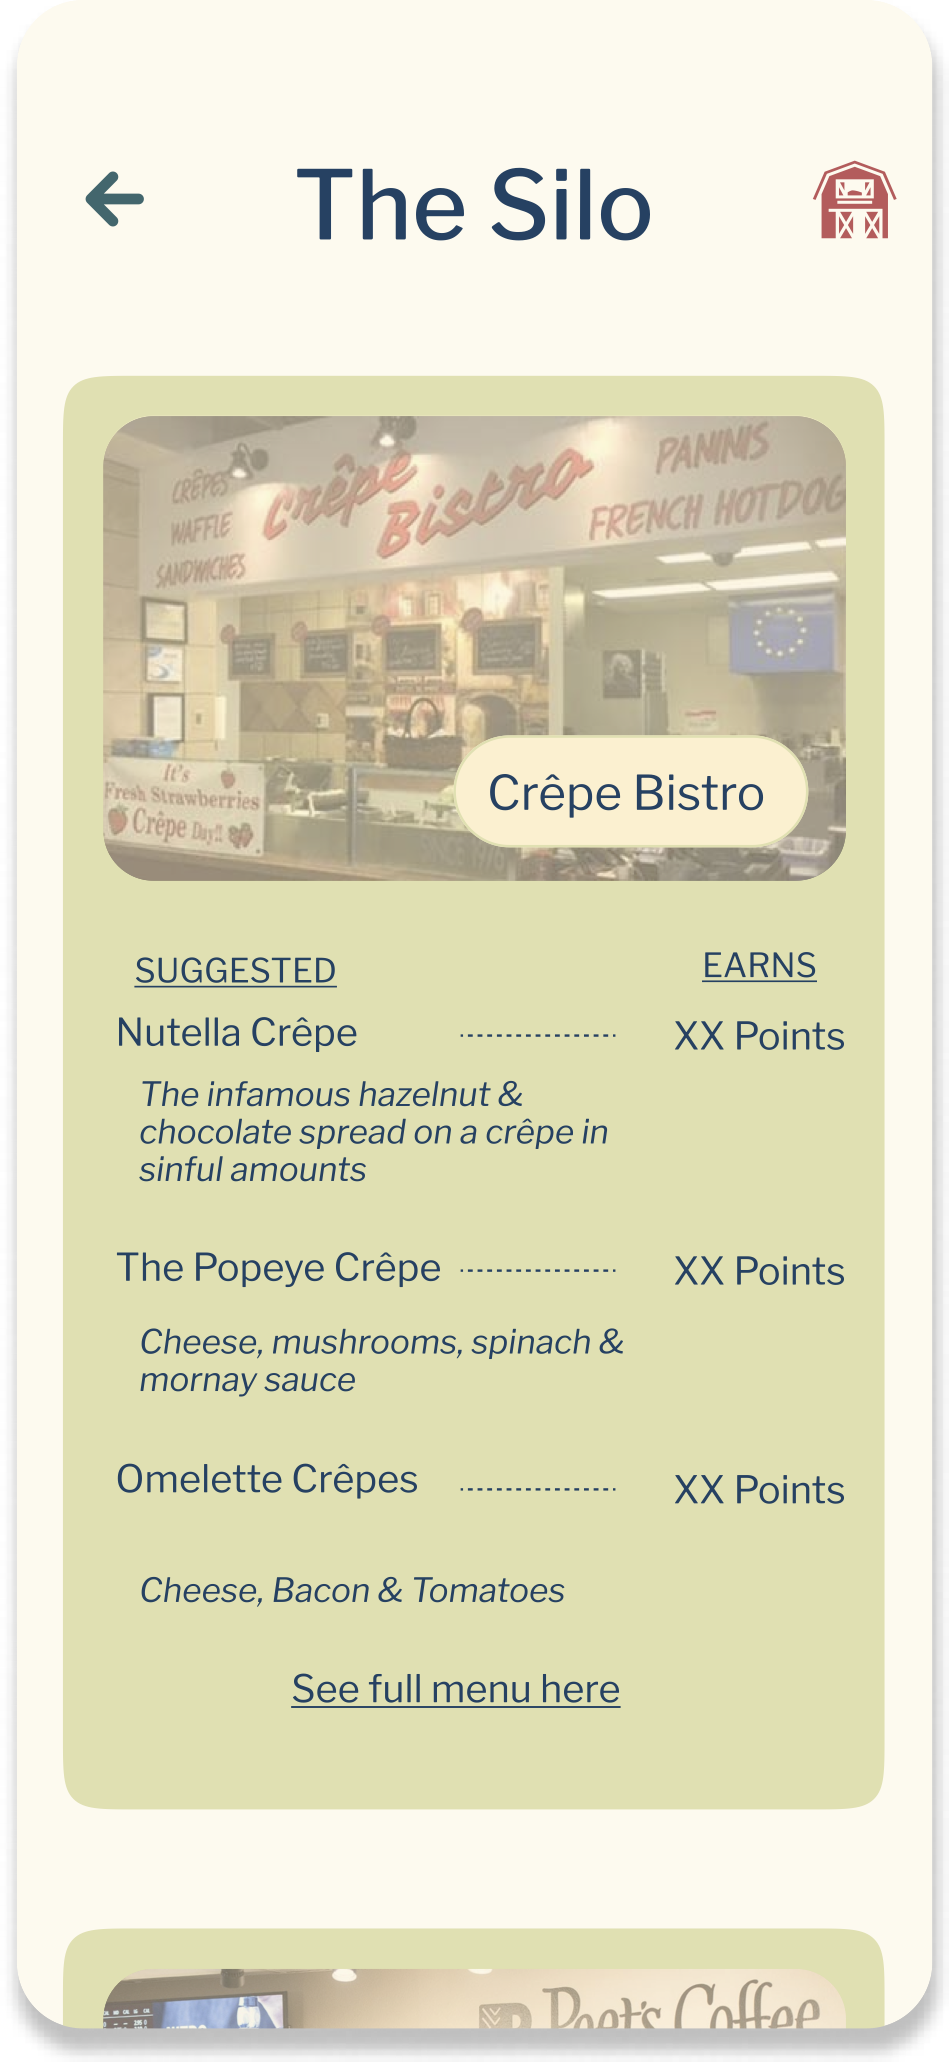 The Silo
CRÊPES
WAFFLE
SANDWICHES
Crêpe
Bistro
PANINIS
FRENCH HOTDOG
It's
Fresh Strawberries
Crêpe Day!!
Crêpe Bistro
SUGGESTED
EARNS
Nutella Crêpe XX Points
The infamous hazelnut &
chocolate spread on a crêpe in
sinful amounts
The Popeye Crêpe XX Points
Cheese, mushrooms, spinach &
mornay sauce
Omelette Crêpes XX Points
Cheese, Bacon & Tomatoes
See full menu here
Peet's Coffee